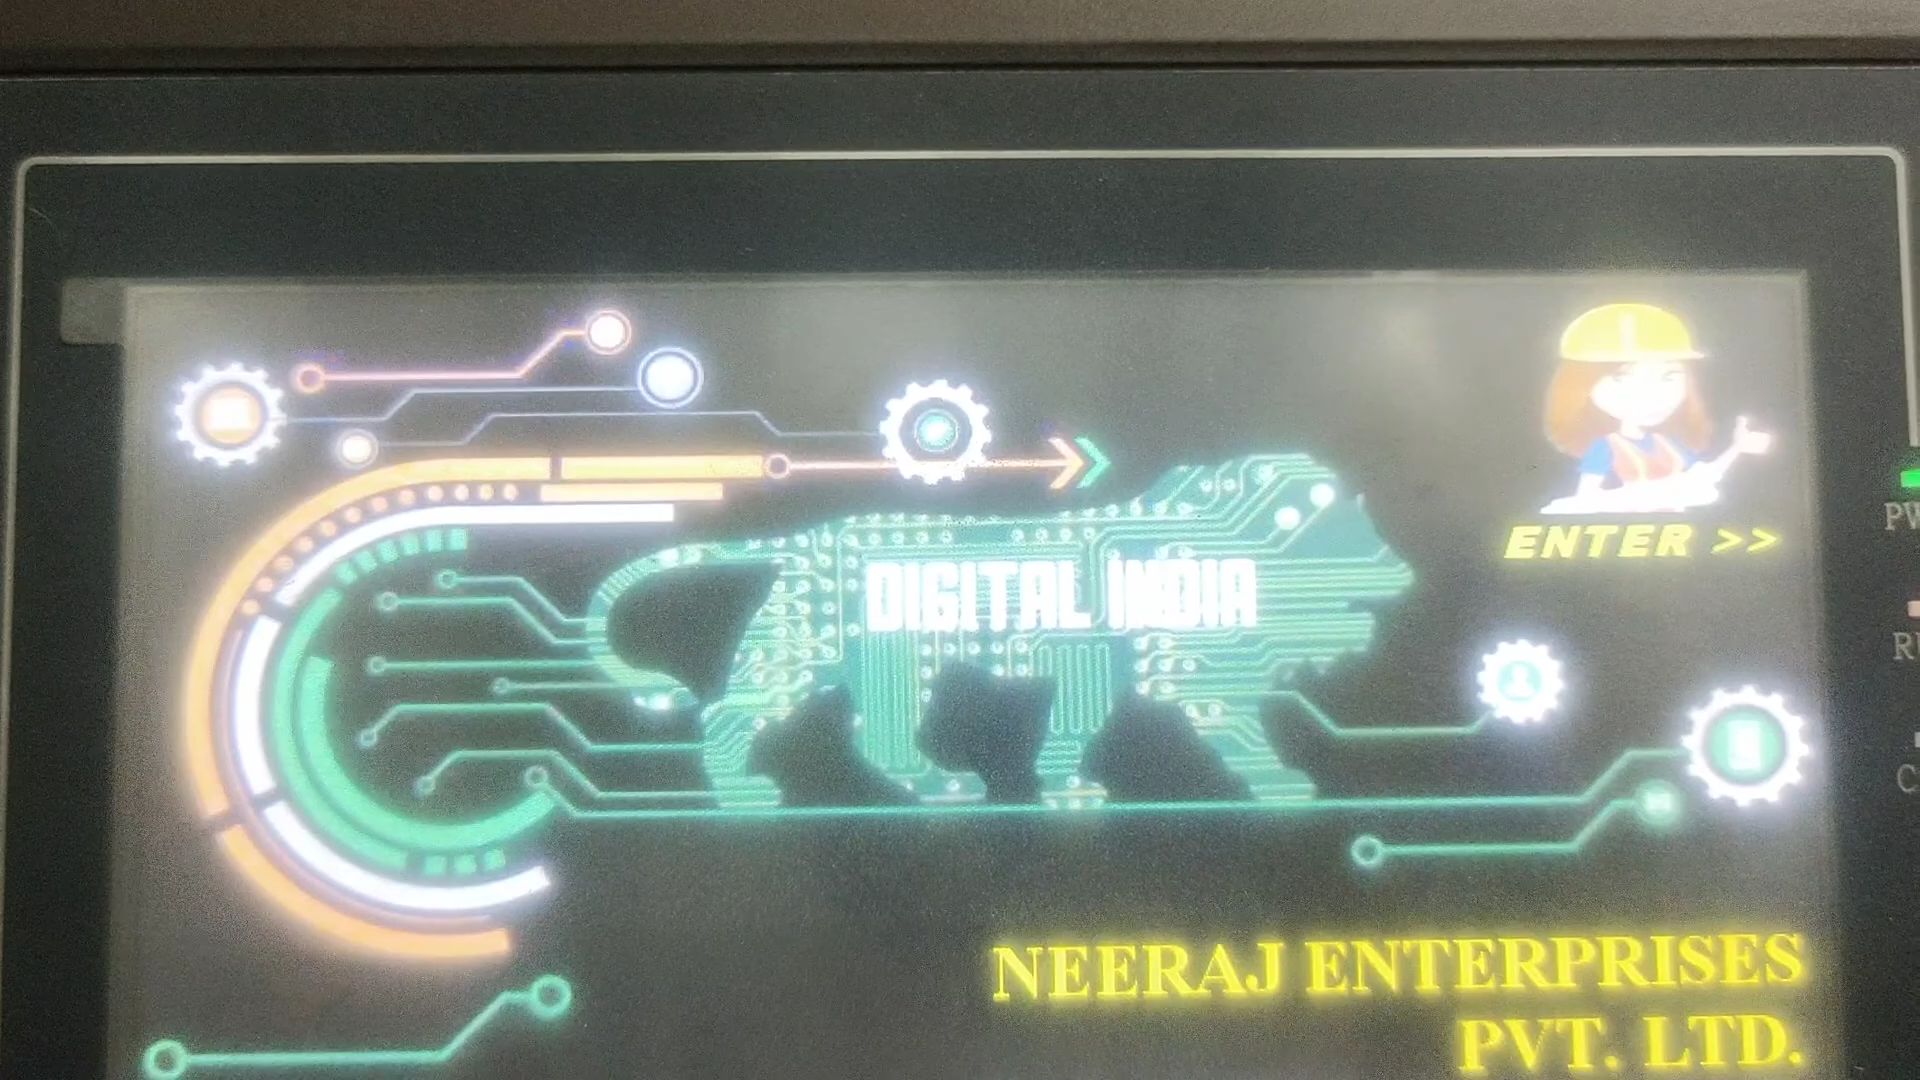 DIGITAL INDIA
ENTER >>
NEERAJ ENTERPRISES
PVT. LTD.